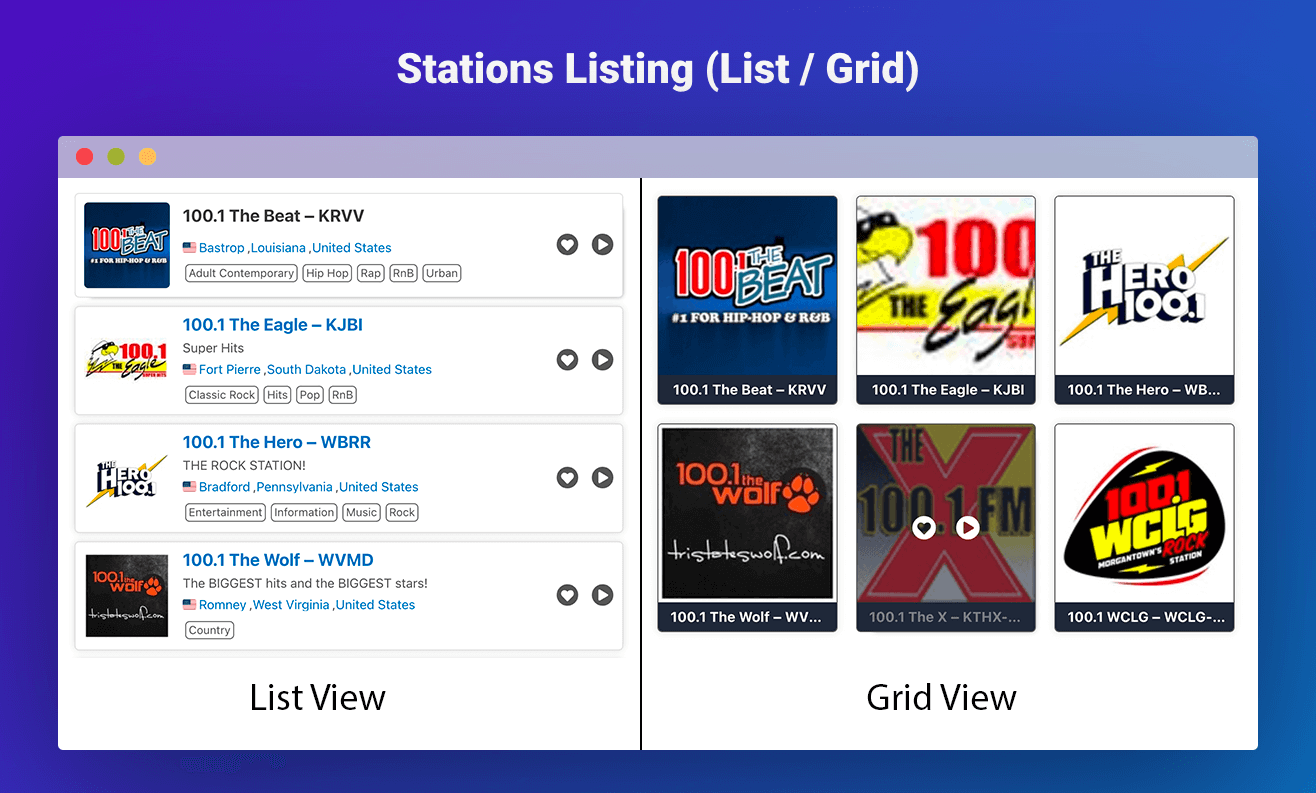 Stations Listing (List / Grid)
100.1 THE BEAT
#1 FOR HIP-HOP & R&B
100.1 The Beat – KRVV
Bastrop ,Louisiana ,United States
Adult Contemporary Hip Hop Rap RnB Urban
100.1
THE Eagle
SUPER HITS
100.1 The Eagle – KJBI
Super Hits
Fort Pierre ,South Dakota ,United States
Classic Rock Hits Pop RnB
THE
HERO
100.1
100.1 The Hero – WBRR
THE ROCK STATION!
Bradford ,Pennsylvania ,United States
Entertainment Information Music Rock
100.1 the
wolf
tristateswolf.com
100.1 The Wolf – WVMD
The BIGGEST hits and the BIGGEST stars!
Romney ,West Virginia ,United States
Country
List View
100.1 THE BEAT
#1 FOR HIP-HOP & R&B
100.1 The Beat – KRVV
100
THE Eagle
100.1 The Eagle – KJBI
THE
HERO
100.1
100.1 The Hero – WB...
100.1 the
wolf
tristateswolf.com
100.1 The Wolf – WV...
THE
X
100.1 FM
100.1 The X – KTHX-...
100.1
WCLG
MORGANTOWN'S ROCK
STATION
100.1 WCLG – WCLG-...
Grid View